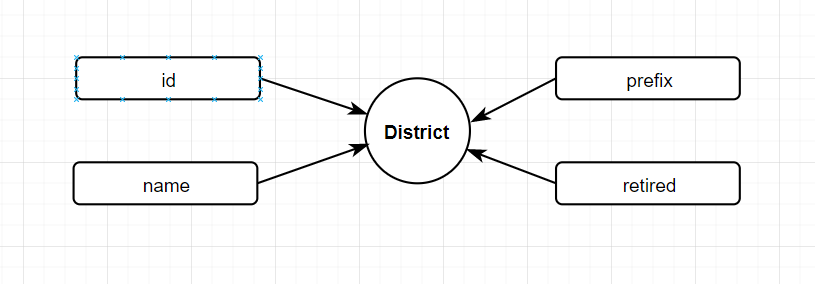 id
prefix
District
name
retired